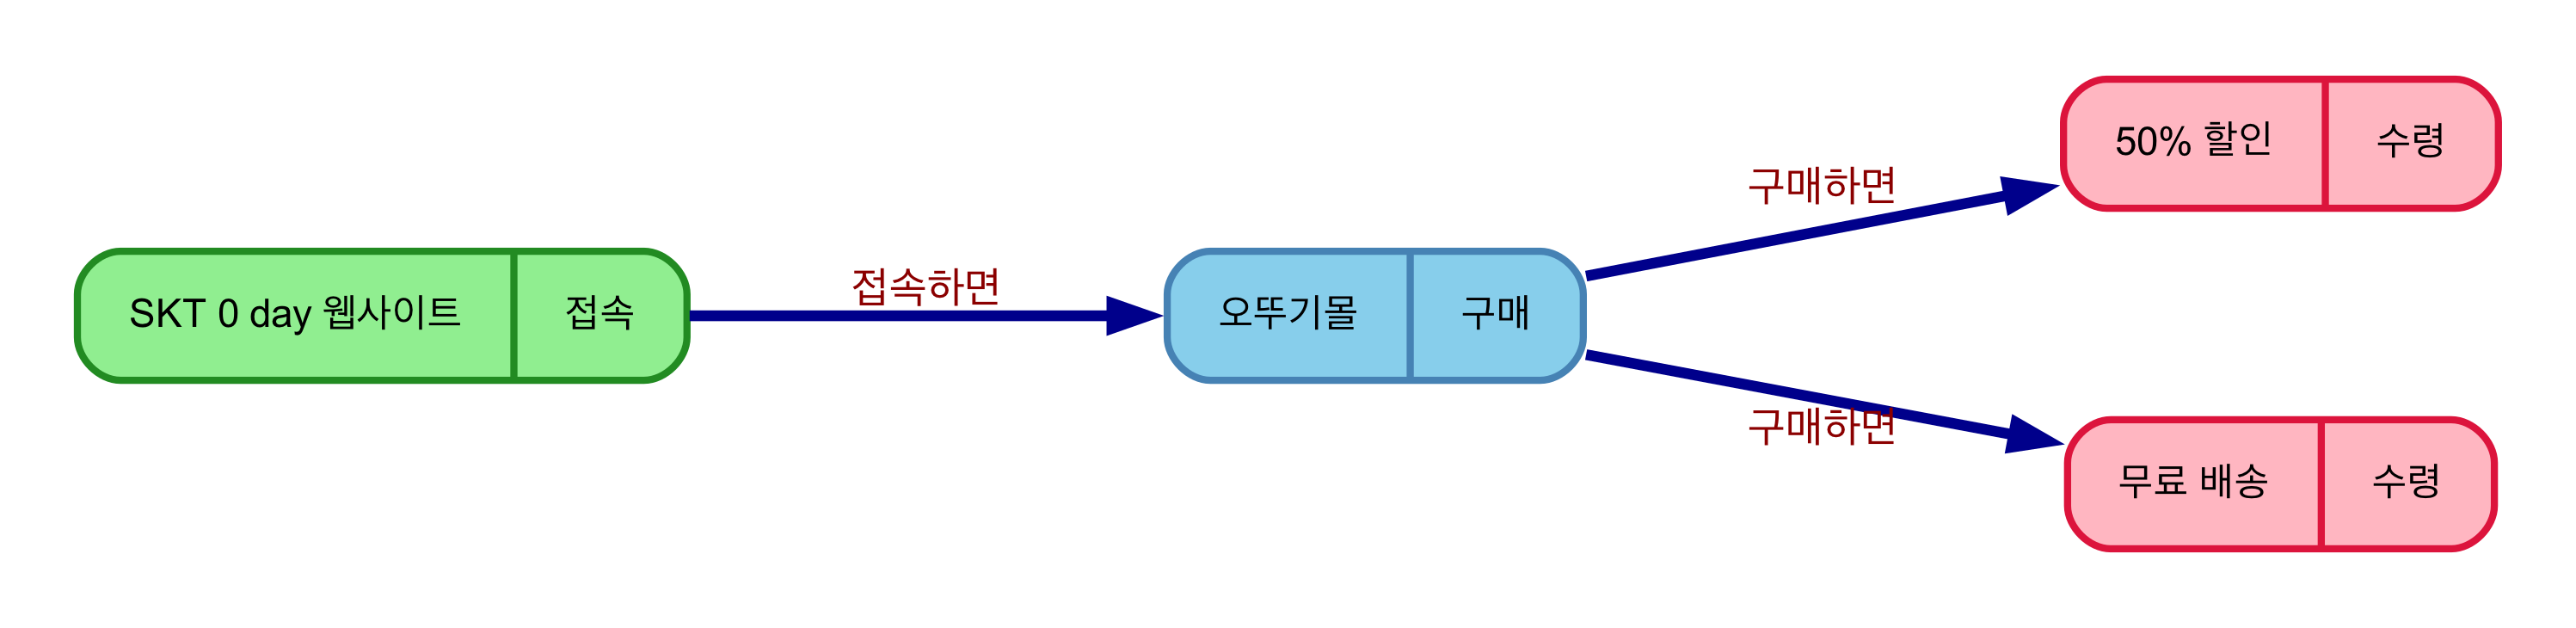 SKT 0 day 웹사이트 접속
접속하면
오뚜기몰 구매
구매하면
50% 할인 수령
구매하면
무료 배송 수령